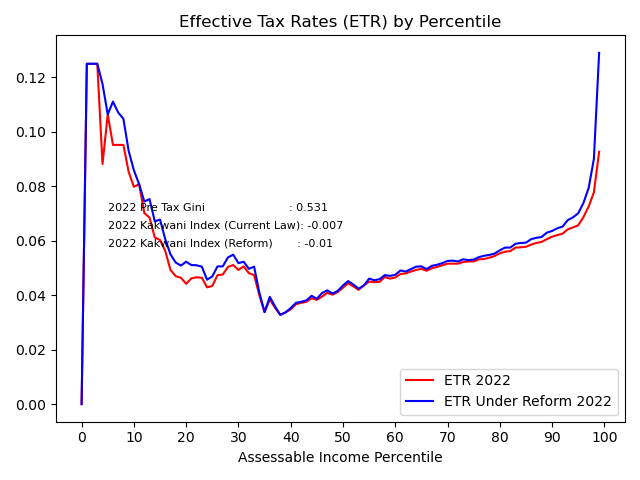 Effective Tax Rates (ETR) by Percentile
0.12
0.10
0.08
0.06
0.04
0.02
0.00
2022 Pre Tax Gini : 0.531
2022 Kakwani Index (Current Law): -0.007
2022 Kakwani Index (Reform) : -0.01
ETR 2022
ETR Under Reform 2022
0 10 20 30 40 50 60 70 80 90 100
Assessable Income Percentile